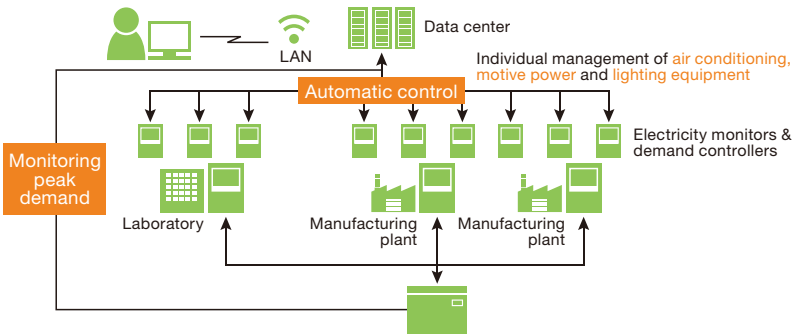 Data center
LAN
Individual management of air conditioning,
motive power and lighting equipment
Automatic control
Electricity monitors &
demand controllers
Monitoring
peak
demand
Laboratory
Manufacturing
plant
Manufacturing
plant